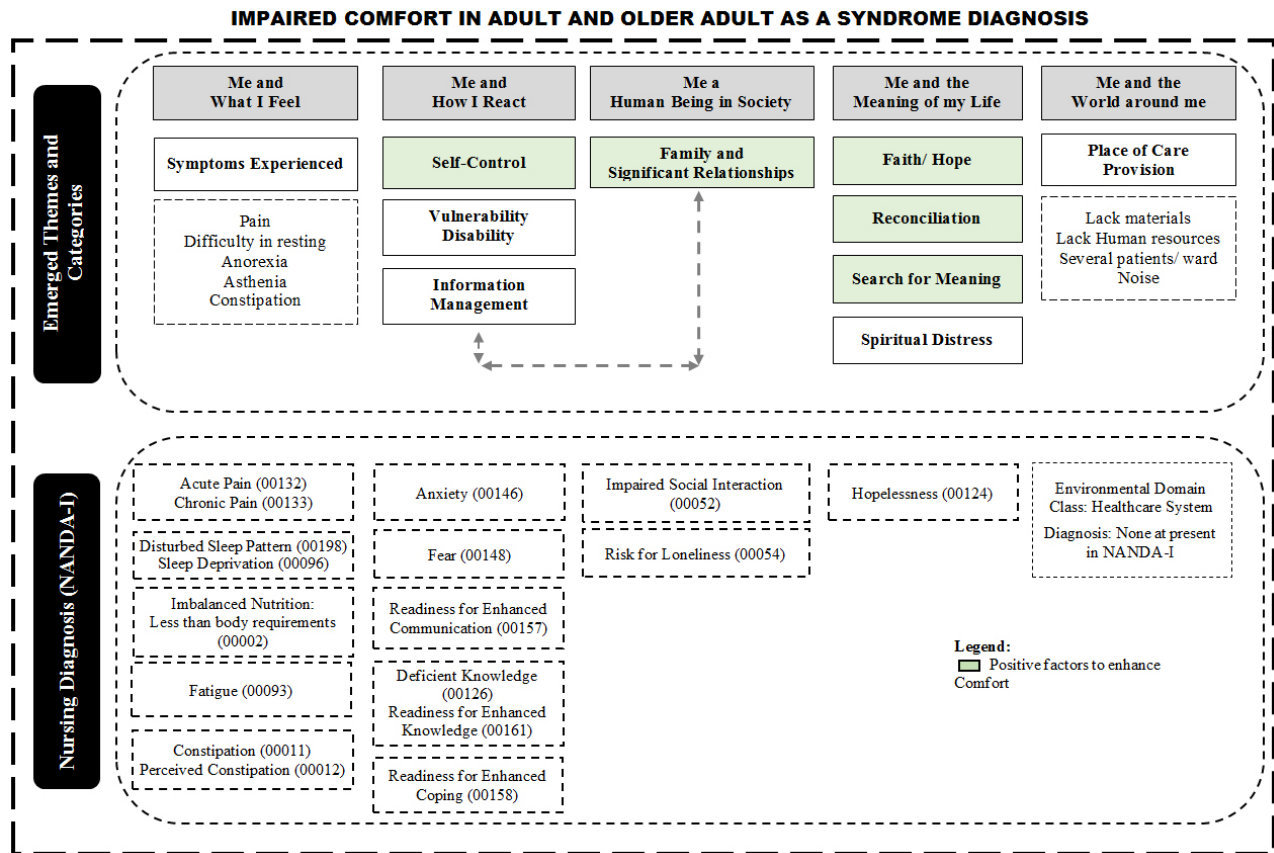 IMPAIRED COMFORT IN ADULT AND OLDER ADULT AS A SYNDROME DIAGNOSIS
Emerged Themes and
Categories
Me and
What I Feel
Me and
How I React
Me a
Human Being in Society
Me and the
Meaning of my Life
Me and the
World around me
Symptoms Experienced
Pain
Difficulty in resting
Anorexia
Asthenia
Constipation
Self-Control
Vulnerability
Disability
Information
Management
Family and
Significant Relationships
Faith/ Hope
Reconciliation
Search for Meaning
Spiritual Distress
Place of Care
Provision
Lack materials
Lack Human resources
Several patients/ ward
Noise
Nursing Diagnosis (NANDA-I)
Acute Pain (00132)
Chronic Pain (00133)
Disturbed Sleep Pattern (00198)
Sleep Deprivation (00096)
Imbalanced Nutrition:
Less than body requirements
(00002)
Fatigue (00093)
Constipation (00011)
Perceived Constipation (00012)
Anxiety (00146)
Fear (00148)
Readiness for Enhanced
Communication (00157)
Deficient Knowledge
(00126)
Readiness for Enhanced
Knowledge (00161)
Readiness for Enhanced
Coping (00158)
Impaired Social Interaction
(00052)
Risk for Loneliness (00054)
Hopelessness (00124)
Environmental Domain
Class: Healthcare System
Diagnosis: None at present
in NANDA-I
Legend:
Positive factors to enhance
Comfort